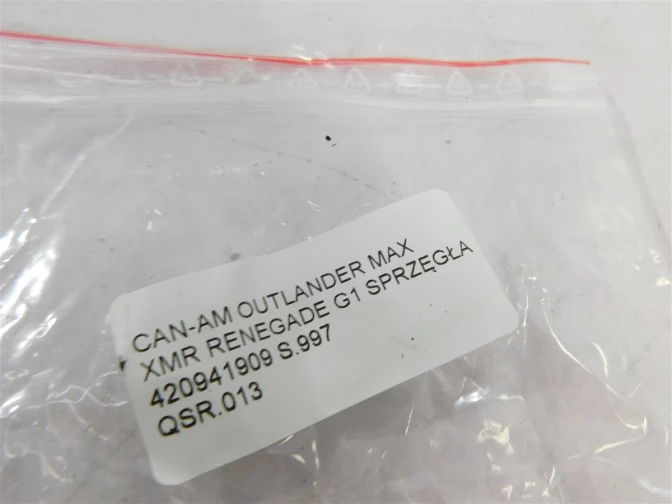 CAN-AM OUTLANDER MAX
XMR RENEGADE G1 SPRZĘGŁA
420941909 S.997
QSR.013